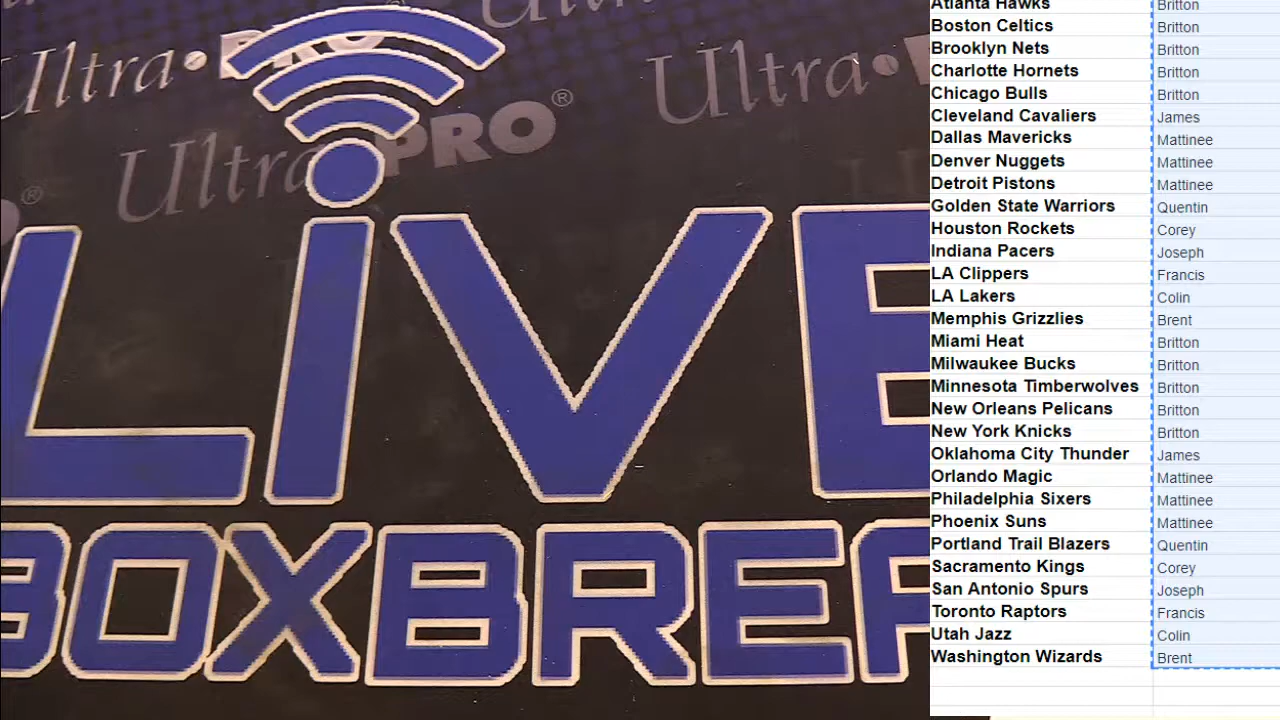 Ultra•PRO
Ultra•
Ultra PRO®
®
LiVE
BOXBREA
Atlanta Hawks Britton
Boston Celtics Britton
Brooklyn Nets Britton
Charlotte Hornets Britton
Chicago Bulls Britton
Cleveland Cavaliers James
Dallas Mavericks Mattinee
Denver Nuggets Mattinee
Detroit Pistons Mattinee
Golden State Warriors Quentin
Houston Rockets Corey
Indiana Pacers Joseph
LA Clippers Francis
LA Lakers Colin
Memphis Grizzlies Brent
Miami Heat Britton
Milwaukee Bucks Britton
Minnesota Timberwolves Britton
New Orleans Pelicans Britton
New York Knicks Britton
Oklahoma City Thunder James
Orlando Magic Mattinee
Philadelphia Sixers Mattinee
Phoenix Suns Mattinee
Portland Trail Blazers Quentin
Sacramento Kings Corey
San Antonio Spurs Joseph
Toronto Raptors Francis
Utah Jazz Colin
Washington Wizards Brent